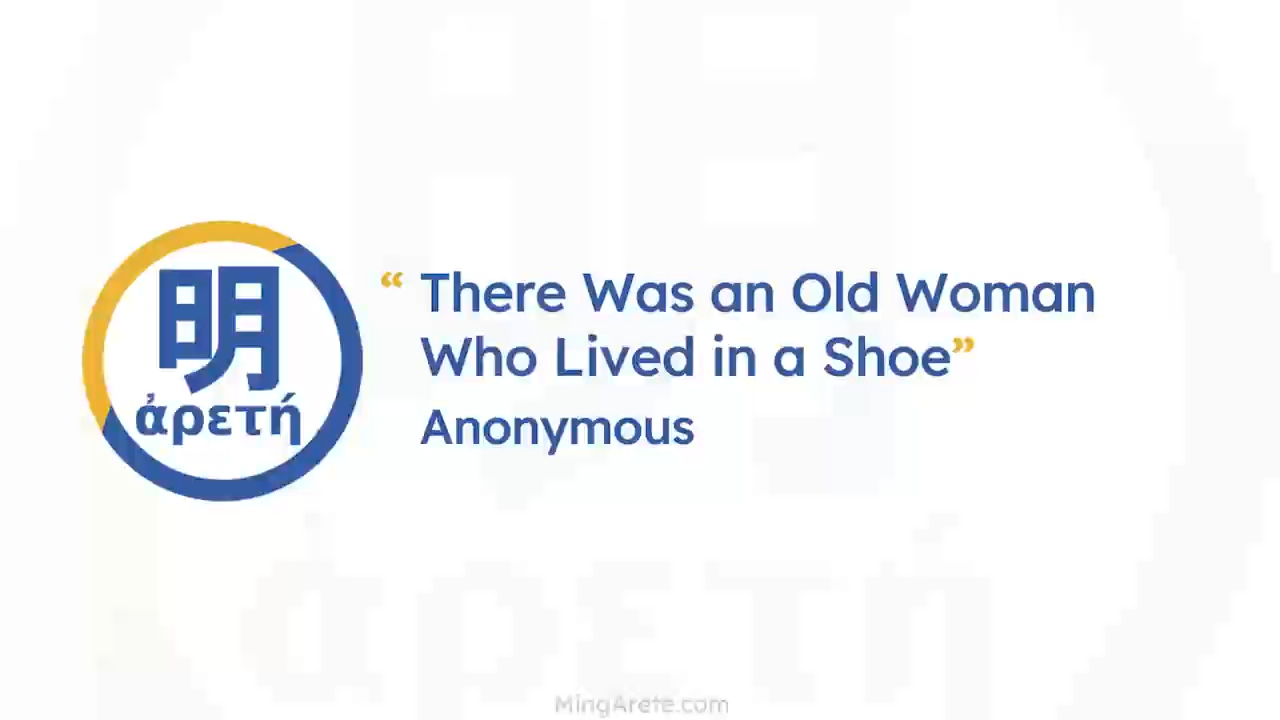 明
ἀρετή
“ There Was an Old Woman
Who Lived in a Shoe”
Anonymous
MingArete.com